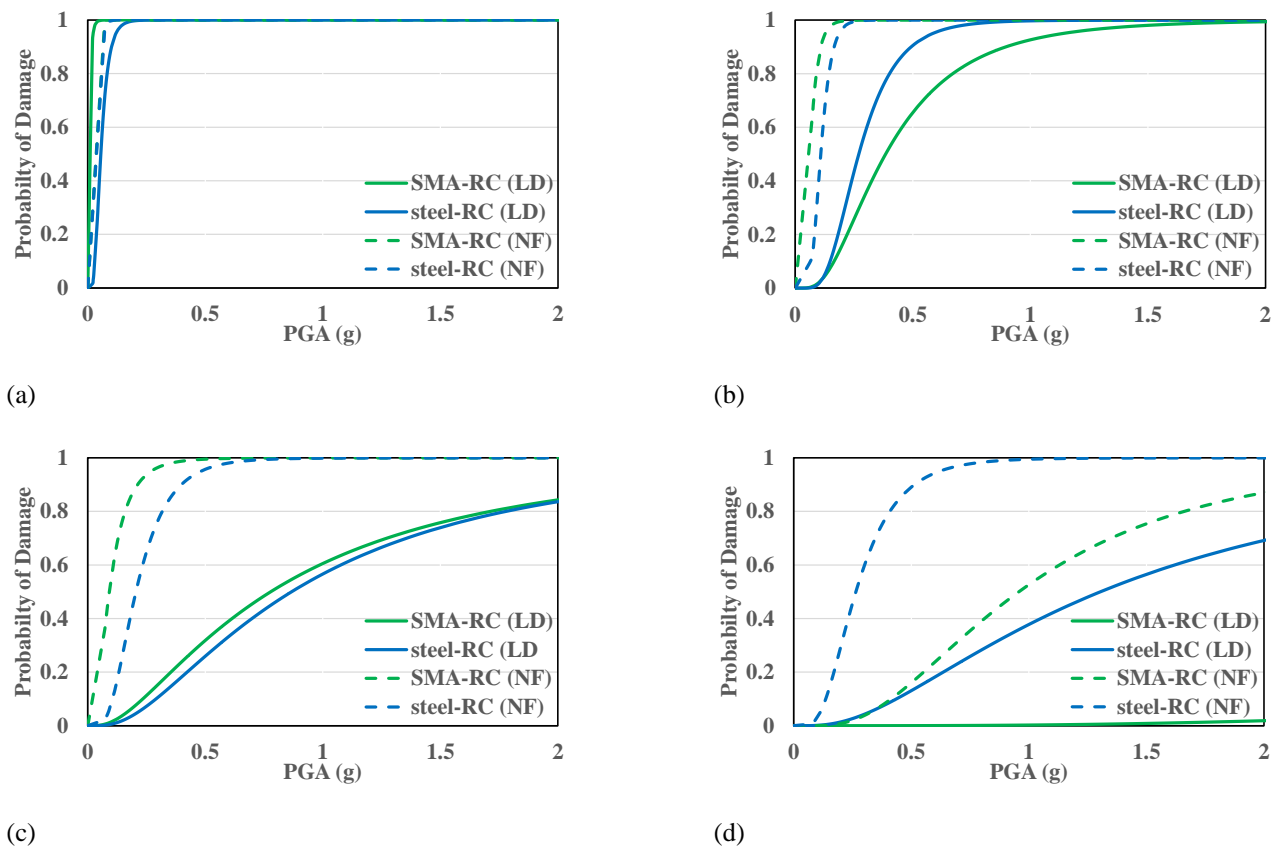 1
0.8
0.6
0.4
0.2
0
Probabilty of Damage
SMA-RC (LD)
steel-RC (LD)
SMA-RC (NF)
steel-RC (NF)
0 0.5 1 1.5 2
PGA (g)
(a)
1
0.8
0.6
0.4
0.2
0
Probabilty of Damage
SMA-RC (LD)
steel-RC (LD)
SMA-RC (NF)
steel-RC (NF)
0 0.5 1 1.5 2
PGA (g)
(b)
1
0.8
0.6
0.4
0.2
0
Probabilty of Damage
SMA-RC (LD)
steel-RC (LD
SMA-RC (NF)
steel-RC (NF)
0 0.5 1 1.5 2
PGA (g)
(c)
1
0.8
0.6
0.4
0.2
0
Probabilty of Damage
SMA-RC (LD)
steel-RC (LD)
SMA-RC (NF)
steel-RC (NF)
0 0.5 1 1.5 2
PGA (g)
(d)